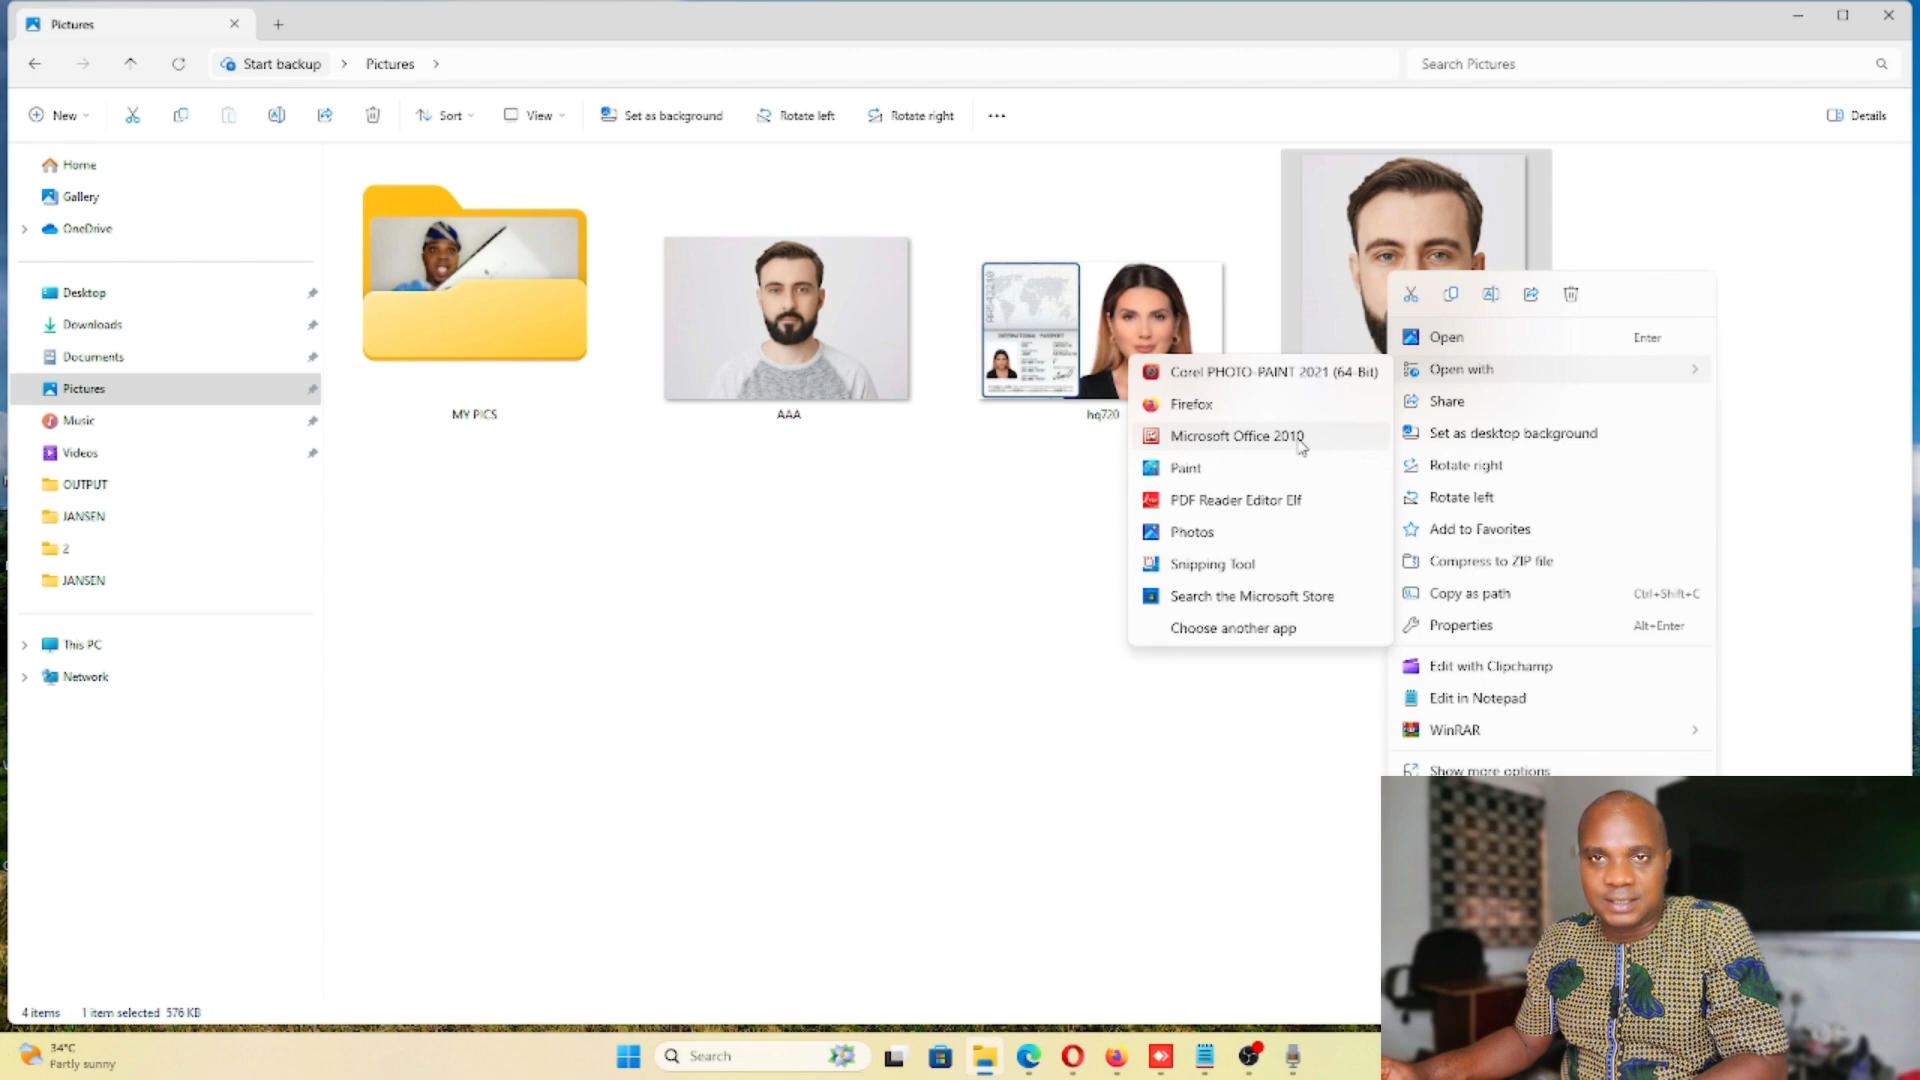 Pictures
Start backup
Pictures
Search Pictures
New
Sort
View
Set as background
Rotate left
Rotate right
Details
Home
Gallery
OneDrive
Desktop
Downloads
Documents
Pictures
Music
Videos
OUTPUT
JANSEN
2
JANSEN
This PC
Network
MY PICS
AAA
INTERNATIONAL PASSPORT
hq720
Corel PHOTO-PAINT 2021 (64-Bit)
Firefox
Microsoft Office 2010
Paint
PDF Reader Editor Elf
Photos
Snipping Tool
Search the Microsoft Store
Choose another app
Open Enter
Open with
Share
Set as desktop background
Rotate right
Rotate left
Add to Favorites
Compress to ZIP file
Copy as path Ctrl+Shift+C
Properties Alt+Enter
Edit with Clipchamp
Edit in Notepad
WinRAR
Show more options
4 items 1 item selected 576 KB
34°C
Partly sunny
Search